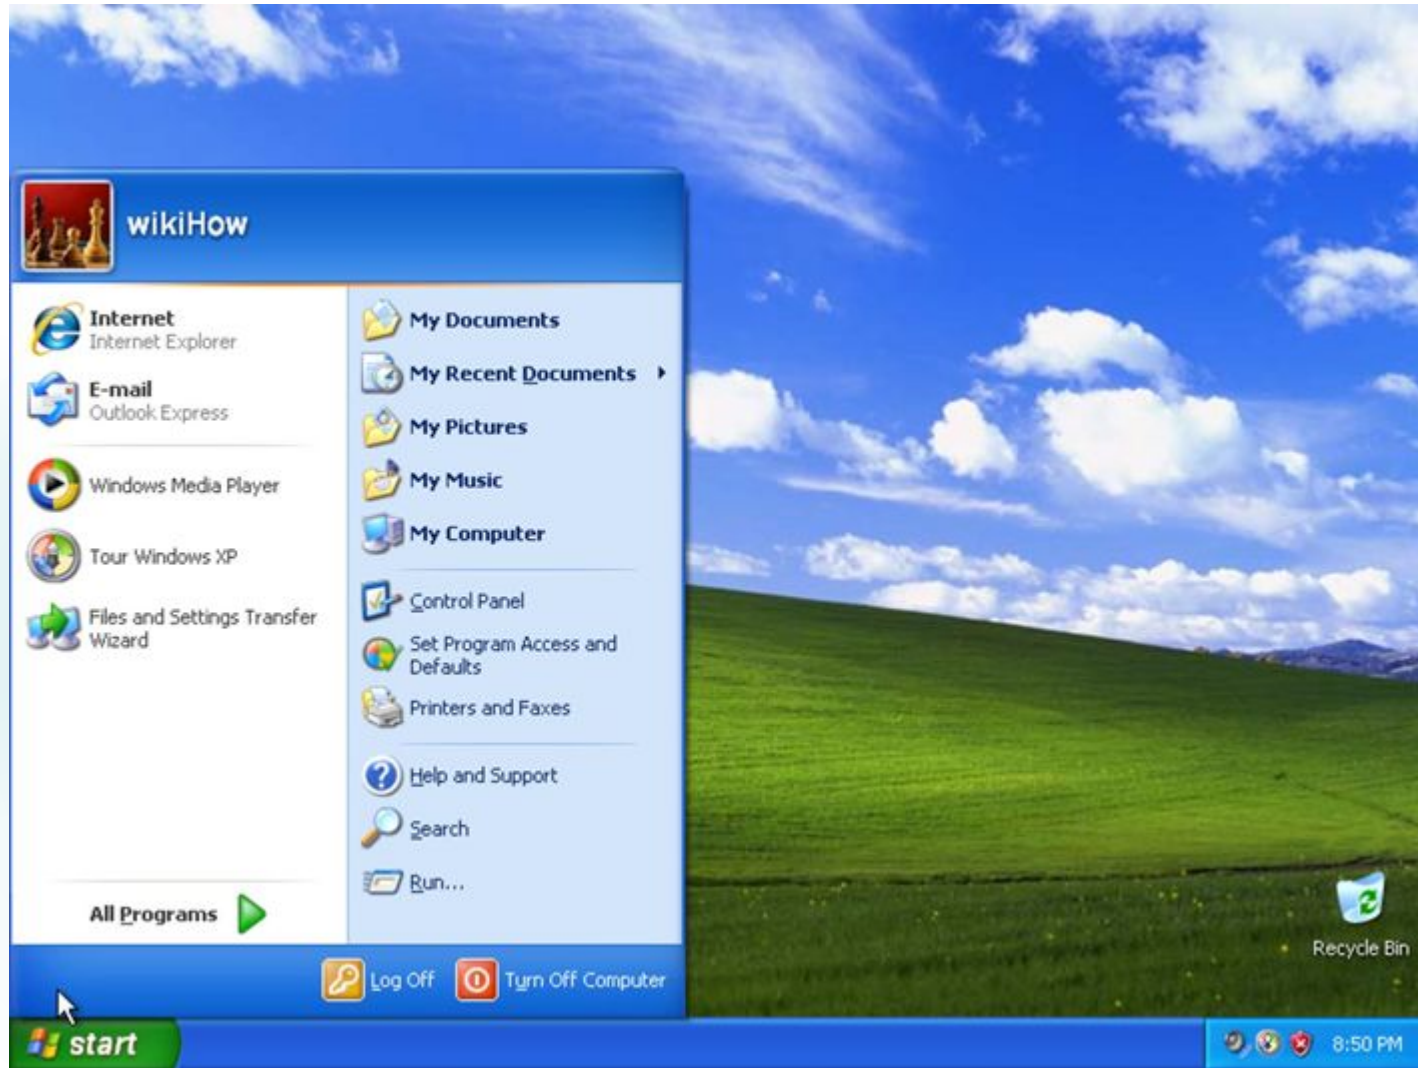 wikiHow
Internet
Internet Explorer
E-mail
Outlook Express
Windows Media Player
Tour Windows XP
Files and Settings Transfer
Wizard
All Programs
My Documents
My Recent Documents
My Pictures
My Music
My Computer
Control Panel
Set Program Access and
Defaults
Printers and Faxes
Help and Support
Search
Run...
Log Off
Turn Off Computer
Recycle Bin
start
8:50 PM